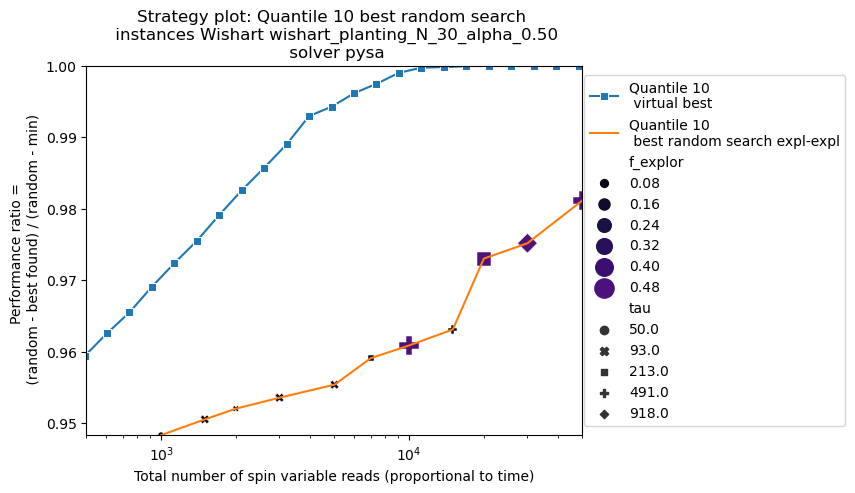 Strategy plot: Quantile 10 best random search
instances Wishart wishart_planting_N_30_alpha_0.50
solver pysa
Performance ratio =
(random - best found) / (random - min)
1.00
0.99
0.98
0.97
0.96
0.95
10^3
10^4
Total number of spin variable reads (proportional to time)
Quantile 10
virtual best
Quantile 10
best random search expl-expl
f_explor
0.08
0.16
0.24
0.32
0.40
0.48
tau
50.0
93.0
213.0
491.0
918.0